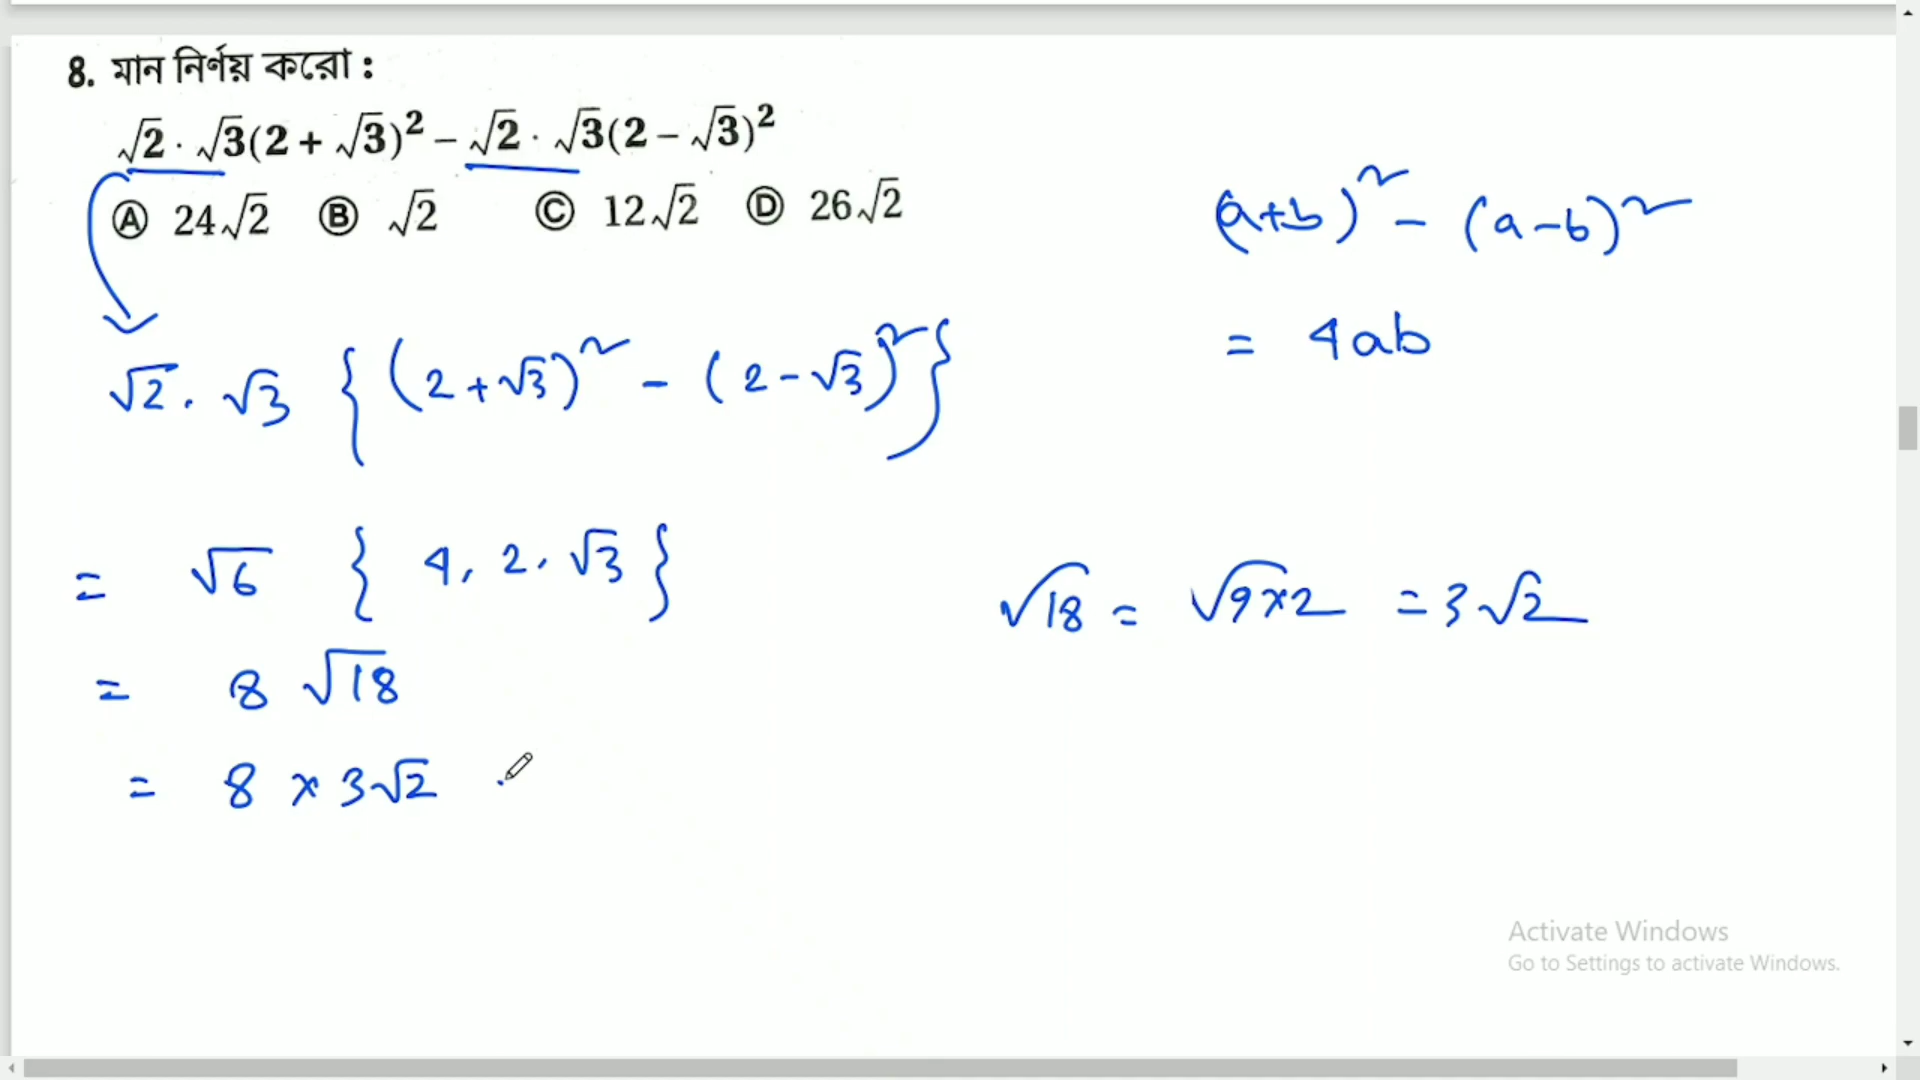 8. মান নির্ণয় করো :
√2 · √3(2 + √3)² – √2 · √3(2 – √3)²
Ⓐ 24√2 Ⓑ √2 Ⓒ 12√2 Ⓓ 26√2
(a+b)² – (a–b)²
= 4ab
√2 . √3 { (2+√3)² – (2-√3)² }
= √6 { 4, 2. √3 }
√18 = √9×2 = 3√2
= 8 √18
= 8 × 3√2
Activate Windows
Go to Settings to activate Windows.